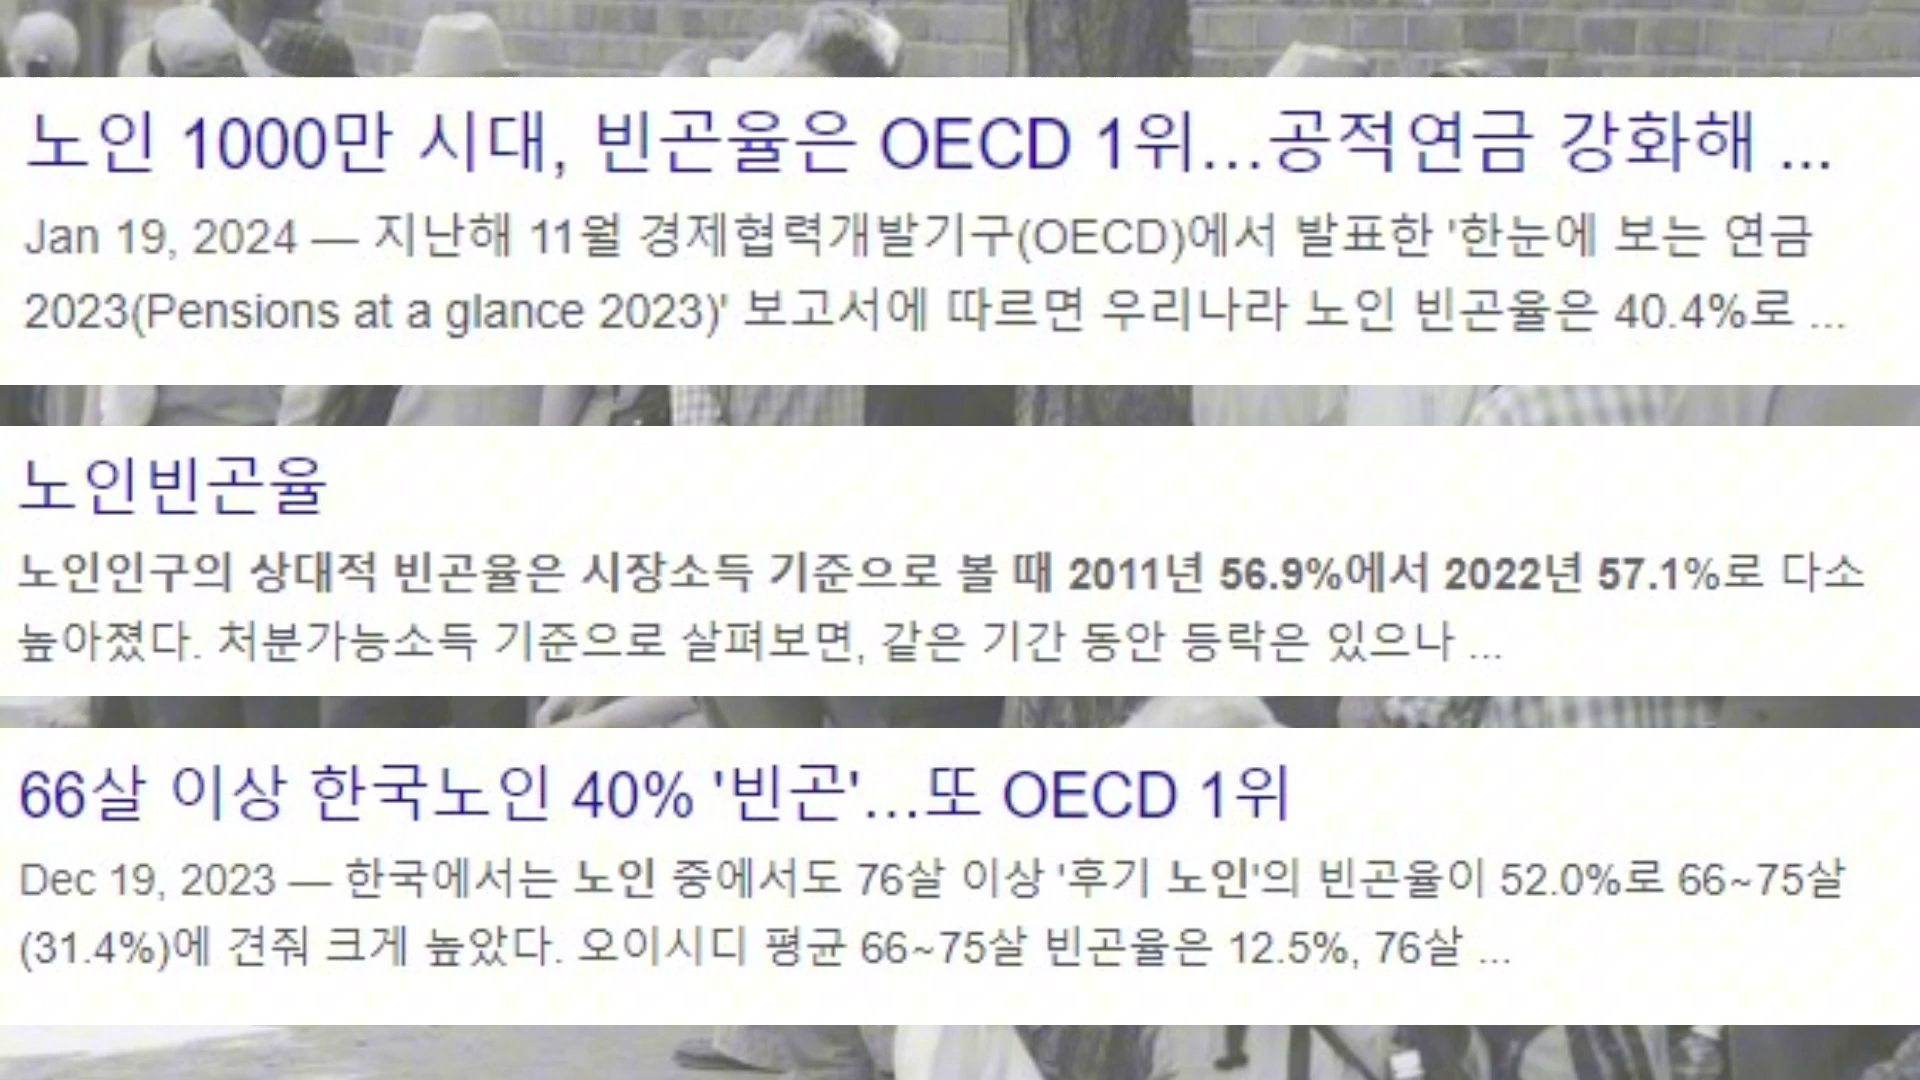 노인 1000만 시대, 빈곤율은 OECD 1위...공적연금 강화해 ...
Jan 19, 2024 — 지난해 11월 경제협력개발기구(OECD)에서 발표한 '한눈에 보는 연금
2023(Pensions at a glance 2023)' 보고서에 따르면 우리나라 노인 빈곤율은 40.4%로 ...
노인빈곤율
노인인구의 상대적 빈곤율은 시장소득 기준으로 볼 때 2011년 56.9%에서 2022년 57.1%로 다소
높아졌다. 처분가능소득 기준으로 살펴보면, 같은 기간 동안 등락은 있으나 ...
66살 이상 한국노인 40% '빈곤'...또 OECD 1위
Dec 19, 2023 — 한국에서는 노인 중에서도 76살 이상 '후기 노인'의 빈곤율이 52.0%로 66~75살
(31.4%)에 견줘 크게 높았다. 오이시디 평균 66~75살 빈곤율은 12.5%, 76살 ...